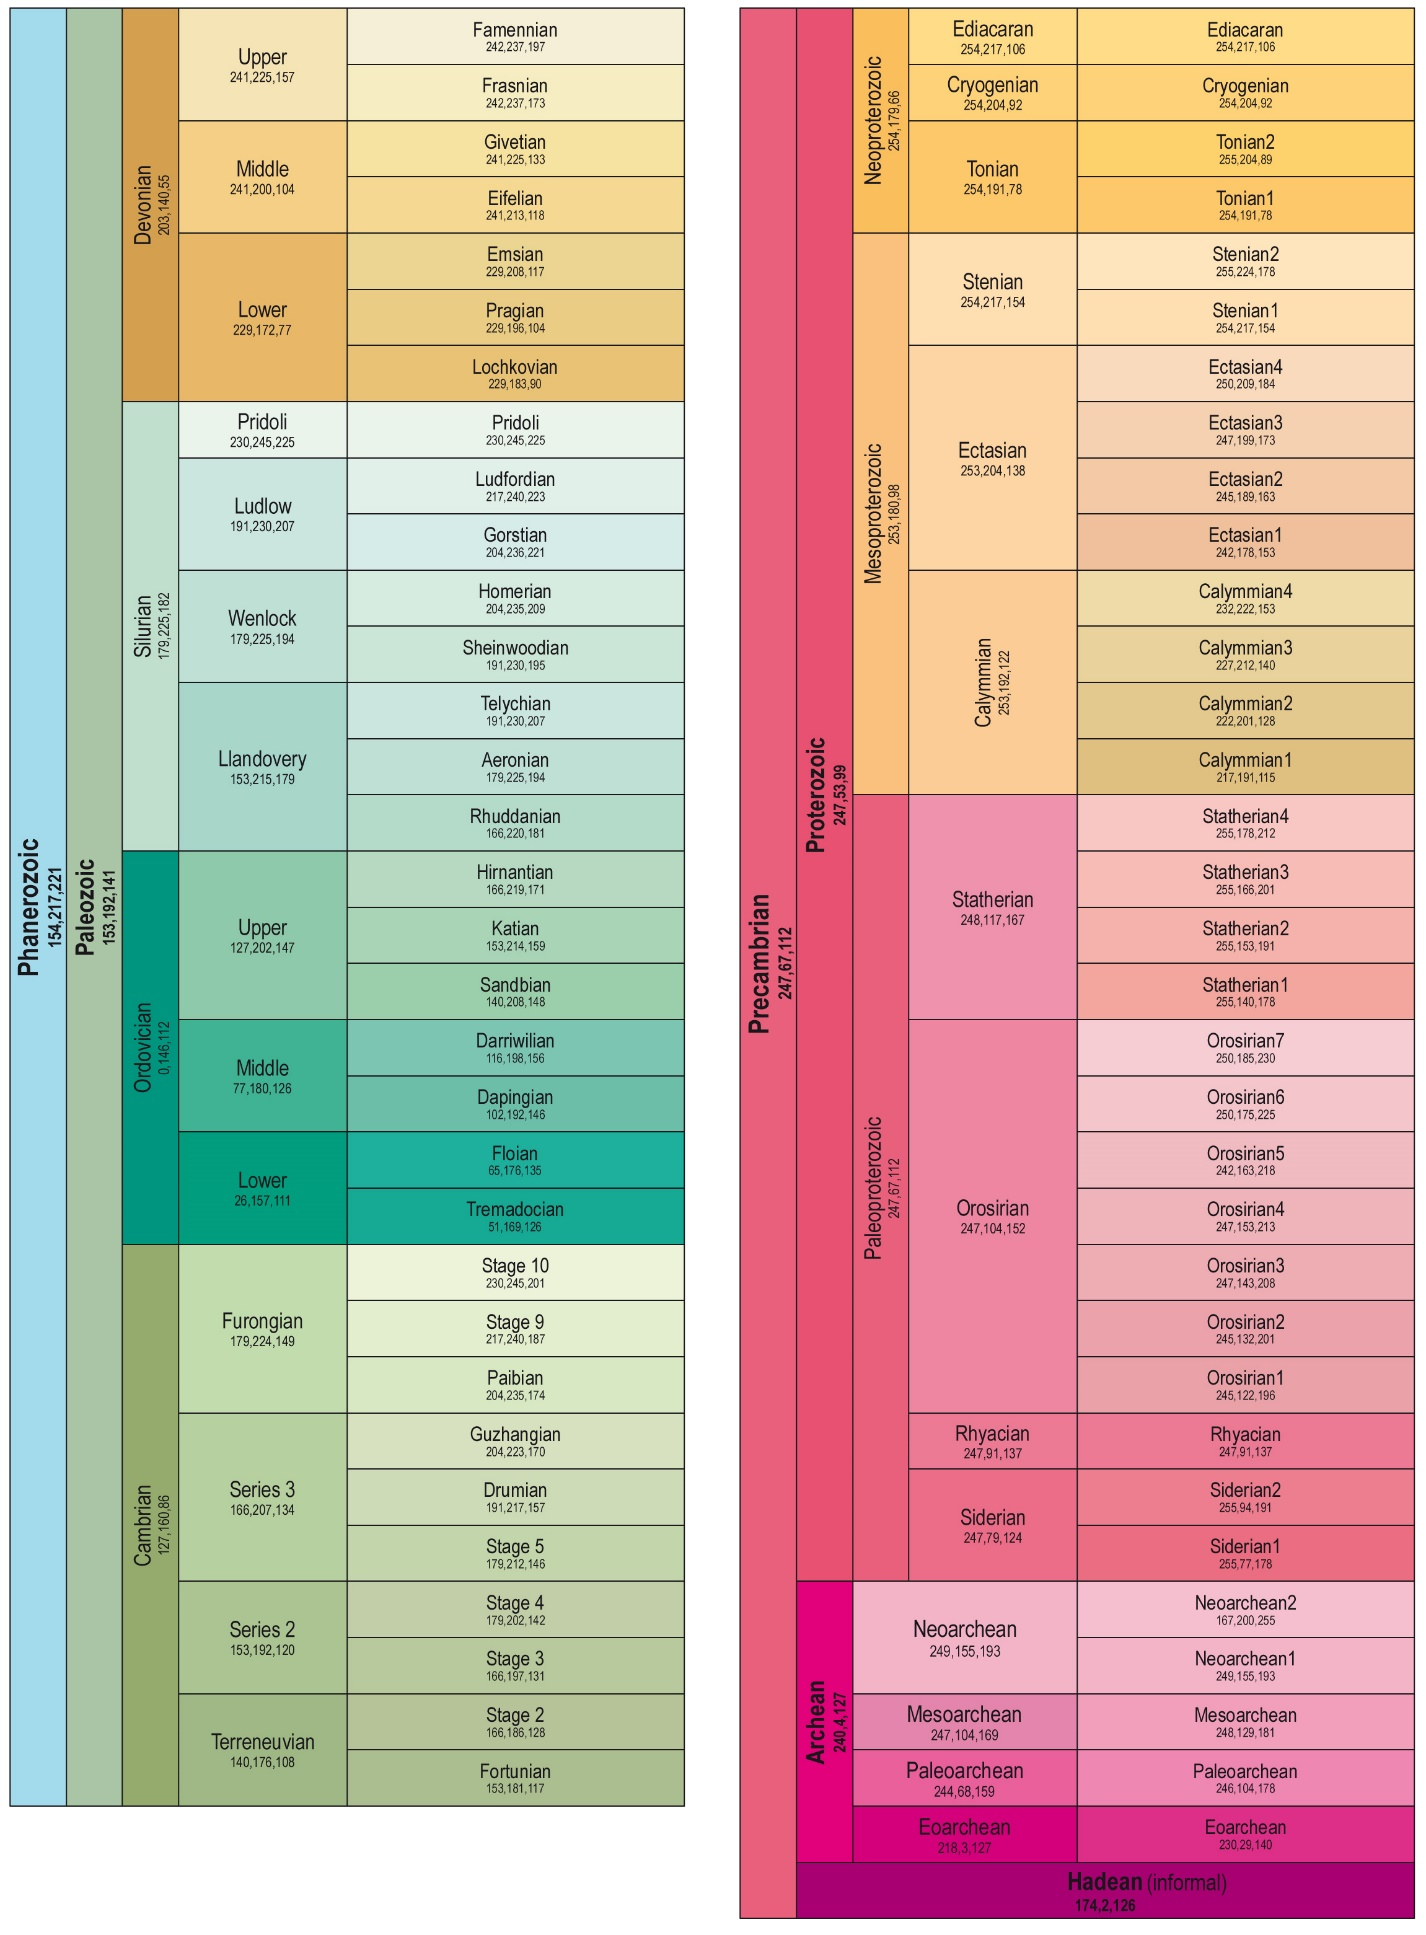 Phanerozoic
154,217,221
Paleozoic
153,192,141
Devonian
203,140,55
Upper
241,225,157
Famennian
242,237,197
Frasnian
242,237,173
Middle
241,200,104
Givetian
241,225,133
Eifelian
241,213,118
Lower
229,172,77
Emsian
229,208,117
Pragian
229,196,104
Lochkovian
229,183,90
Silurian
179,225,182
Pridoli
230,245,225
Pridoli
230,245,225
Ludlow
191,230,207
Ludfordian
217,240,223
Gorstian
204,236,221
Wenlock
179,225,194
Homerian
204,235,209
Sheinwoodian
191,230,195
Llandovery
153,215,179
Telychian
191,230,207
Aeronian
179,225,194
Rhuddanian
166,220,181
Ordovician
0,146,112
Upper
127,202,147
Hirnantian
166,219,171
Katian
153,214,159
Sandbian
140,208,148
Middle
77,180,126
Darriwilian
116,198,156
Dapingian
102,192,146
Lower
26,157,111
Floian
65,176,135
Tremadocian
51,169,126
Cambrian
127,160,86
Furongian
179,224,149
Stage 10
230,245,201
Stage 9
217,240,187
Paibian
204,235,174
Series 3
166,207,134
Guzhangian
204,223,170
Drumian
191,217,157
Stage 5
179,212,146
Series 2
153,192,120
Stage 4
179,202,142
Stage 3
166,197,131
Terreneuvian
140,176,108
Stage 2
166,186,128
Fortunian
153,181,117
Precambrian
247,67,112
Proterozoic
247,53,99
Neoproterozoic
254,179,66
Ediacaran
254,217,106
Ediacaran
254,217,106
Cryogenian
254,204,92
Cryogenian
254,204,92
Tonian
254,191,78
Tonian2
255,204,89
Tonian1
254,191,78
Mesoproterozoic
253,180,98
Stenian
254,217,154
Stenian2
255,224,178
Stenian1
254,217,154
Ectasian
253,204,138
Ectasian4
250,209,184
Ectasian3
247,199,173
Ectasian2
245,189,163
Ectasian1
242,178,153
Calymmian
253,192,122
Calymmian4
232,222,153
Calymmian3
227,212,140
Calymmian2
222,201,128
Calymmian1
217,191,115
Paleoproterozoic
247,67,112
Statherian
248,117,167
Statherian4
255,178,212
Statherian3
255,166,201
Statherian2
255,153,191
Statherian1
255,140,178
Orosirian
247,104,152
Orosirian7
250,185,230
Orosirian6
250,175,225
Orosirian5
242,163,218
Orosirian4
247,153,213
Orosirian3
247,143,208
Orosirian2
245,132,201
Orosirian1
245,122,196
Rhyacian
247,91,137
Rhyacian
247,91,137
Siderian
247,79,124
Siderian2
255,94,191
Siderian1
255,77,178
Archean
240,4,127
Neoarchean
249,155,193
Neoarchean2
167,200,255
Neoarchean1
249,155,193
Mesoarchean
247,104,169
Mesoarchean
248,129,181
Paleoarchean
244,68,159
Paleoarchean
246,104,178
Eoarchean
218,3,127
Eoarchean
230,29,140
Hadean (informal)
174,2,126